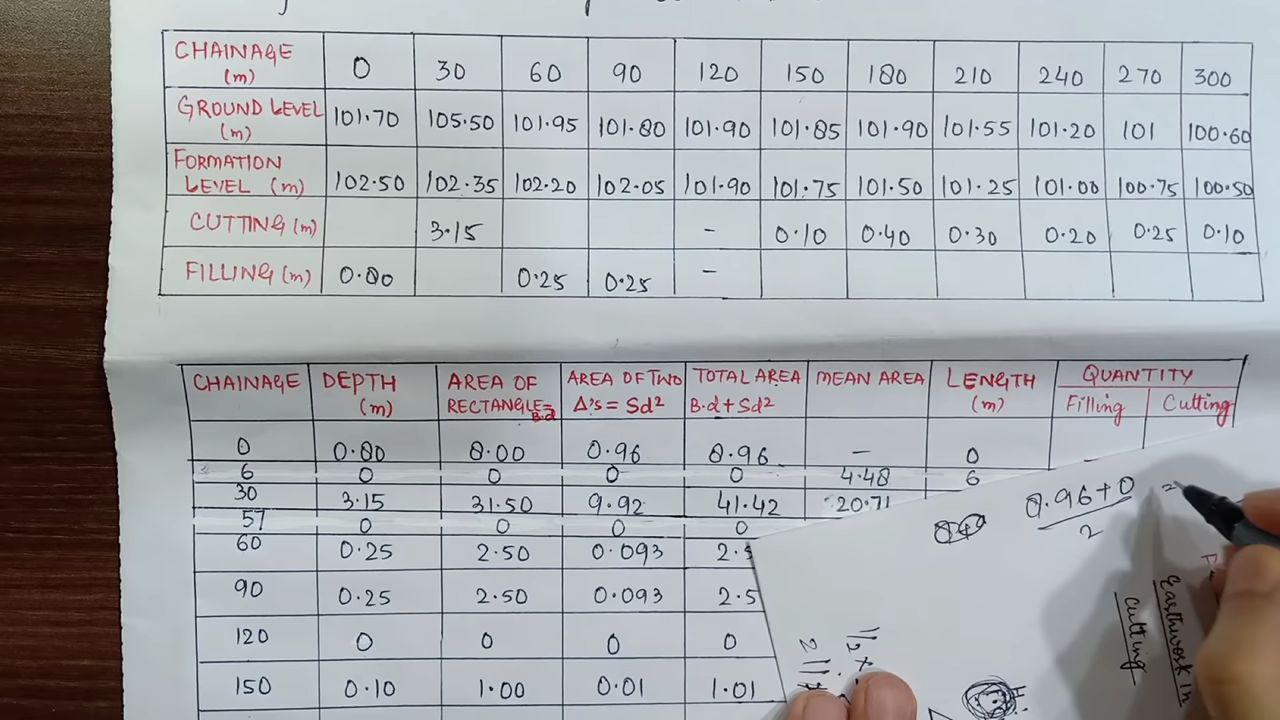 CHAINAGE (m) 0 30 60 90 120 150 180 210 240 270 300
GROUND LEVEL (m) 101.70 105.50 101.95 101.80 101.90 101.85 101.90 101.55 101.20 101 100.60
FORMATION LEVEL (m) 102.50 102.35 102.20 102.05 101.90 101.75 101.50 101.25 101.00 100.75 100.50
CUTTING (m) 3.15 - 0.10 0.40 0.30 0.20 0.25 0.10
FILLING (m) 0.80 0.25 0.25 -
CHAINAGE DEPTH (m) AREA OF RECTANGLE= B.d AREA OF TWO Δ's = Sd² TOTAL AREA B.d + Sd² MEAN AREA LENGTH (m) QUANTITY
Filling Cutting
0 0.80 8.00 0.96 8.96 - 0 -
6 0 0 0 0 4.48 6
30 3.15 31.50 9.92 41.42 20.71
57 0 0 0 0
60 0.25 2.50 0.093 2.5
90 0.25 2.50 0.093 2.5
120 0 0 0 0
150 0.10 1.00 0.01 1.01
8.96+0 =
2
Earthwork in
cutting